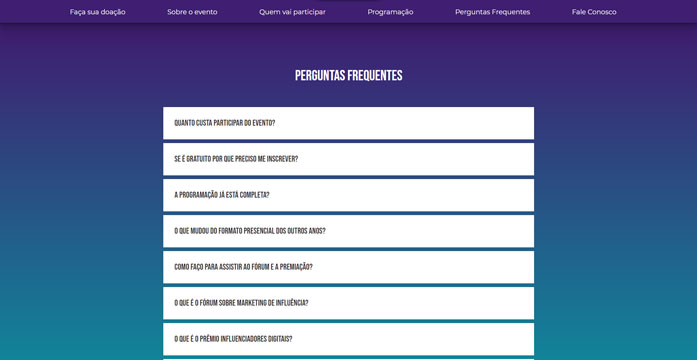 Faça sua doação Sobre o evento Quem vai participar Programação Perguntas Frequentes Fale Conosco
PERGUNTAS FREQUENTES
QUANTO CUSTA PARTICIPAR DO EVENTO?
SE É GRATUITO POR QUE PRECISO ME INSCREVER?
A PROGRAMAÇÃO JÁ ESTÁ COMPLETA?
O QUE MUDOU DO FORMATO PRESENCIAL DOS OUTROS ANOS?
COMO FAÇO PARA ASSISTIR AO FÓRUM E A PREMIAÇÃO?
O QUE É O FÓRUM SOBRE MARKETING DE INFLUÊNCIA?
O QUE É O PRÊMIO INFLUENCIADORES DIGITAIS?